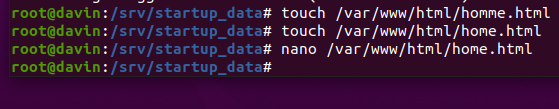 root@davin:/srv/startup_data# touch /var/www/html/homme.html
root@davin:/srv/startup_data# touch /var/www/html/home.html
root@davin:/srv/startup_data# nano /var/www/html/home.html
root@davin:/srv/startup_data#